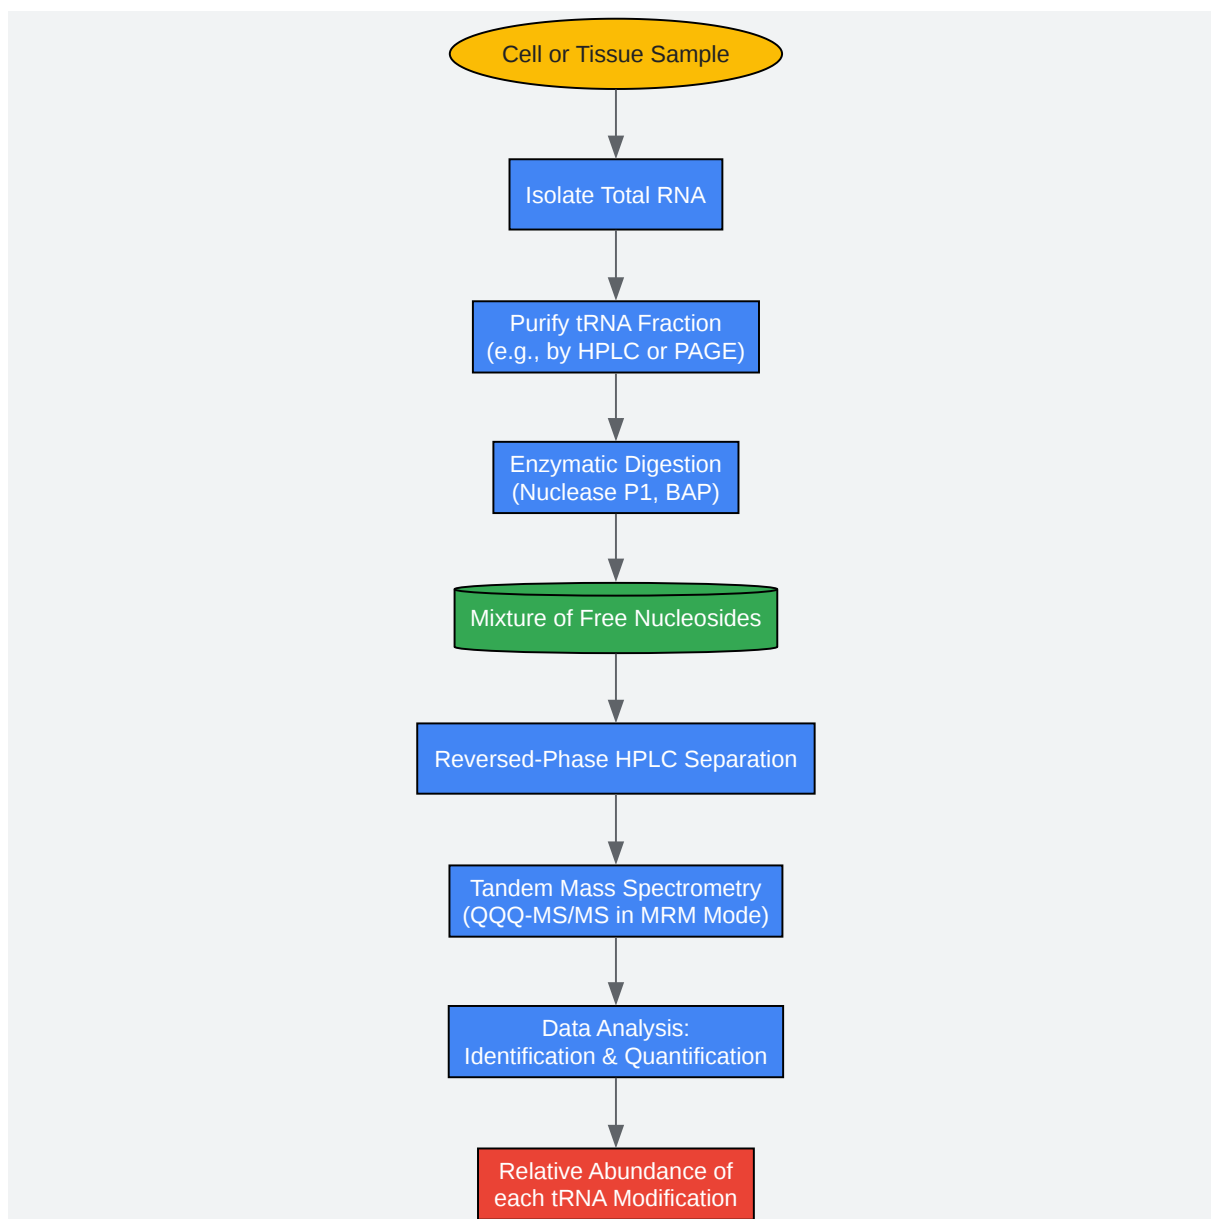 Cell or Tissue Sample
Isolate Total RNA
Purify tRNA Fraction
(e.g., by HPLC or PAGE)
Enzymatic Digestion
(Nuclease P1, BAP)
Mixture of Free Nucleosides
Reversed-Phase HPLC Separation
Tandem Mass Spectrometry
(QQQ-MS/MS in MRM Mode)
Data Analysis:
Identification & Quantification
Relative Abundance of
each tRNA Modification